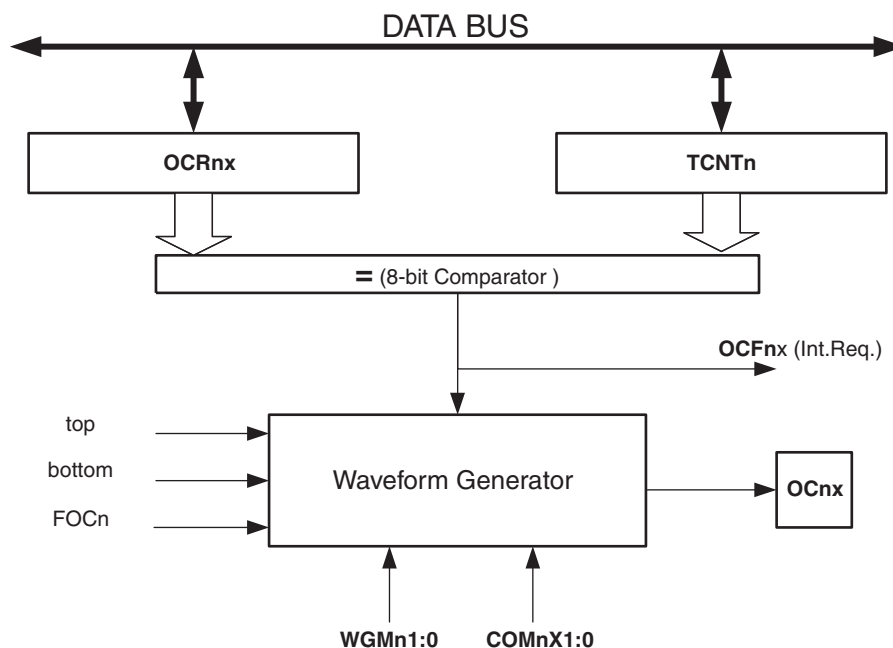 DATA BUS
OCRnx
TCNTn
= (8-bit Comparator )
OCFnx (Int.Req.)
top
bottom
FOCn
Waveform Generator
OCnx
WGMn1:0
COMnX1:0